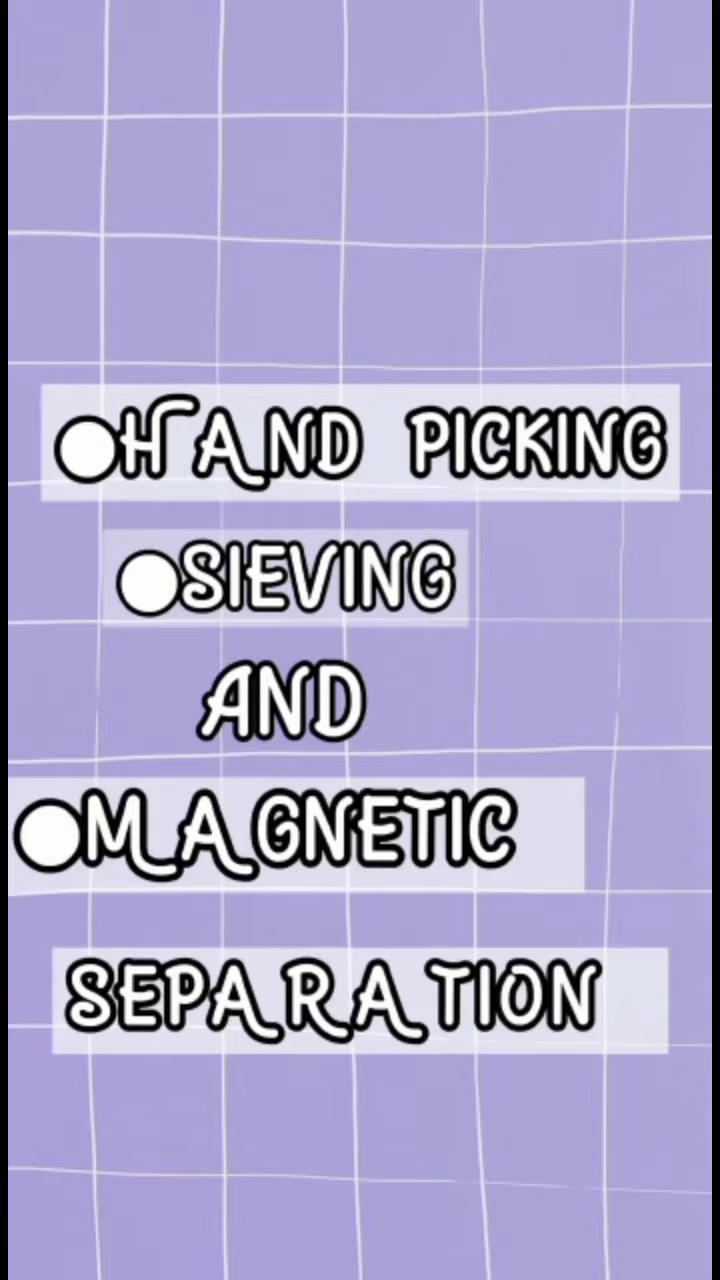 ●HAND PICKING
●SIEVING
AND
●MAGNETIC
SEPARATION